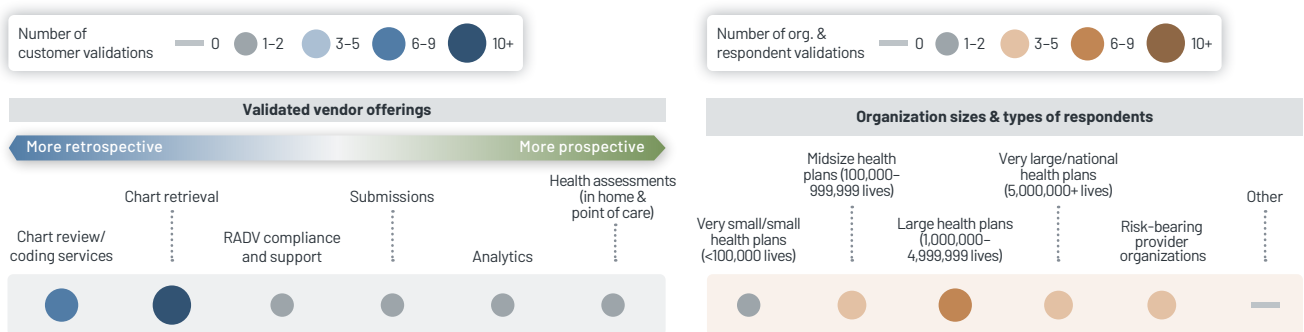 Number of
customer validations
0
1–2
3–5
6–9
10+
Number of org. &
respondent validations
0
1–2
3–5
6–9
10+
Validated vendor offerings
More retrospective
More prospective
Chart review/
coding services
Chart retrieval
RADV compliance
and support
Submissions
Analytics
Health assessments
(in home &
point of care)
Organization sizes & types of respondents
Very small/small
health plans
(<100,000 lives)
Midsize health
plans (100,000–
999,999 lives)
Large health plans
(1,000,000–
4,999,999 lives)
Very large/national
health plans
(5,000,000+ lives)
Risk-bearing
provider
organizations
Other